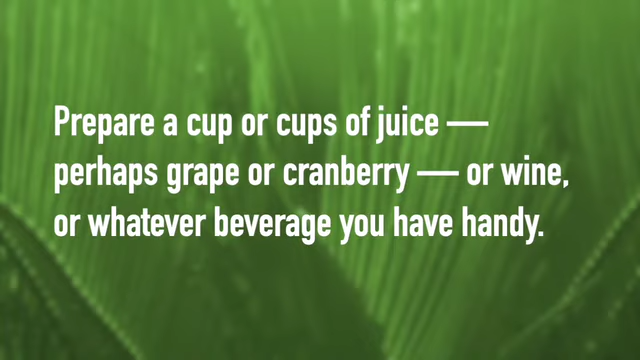 Prepare a cup or cups of juice —
perhaps grape or cranberry — or wine,
or whatever beverage you have handy.